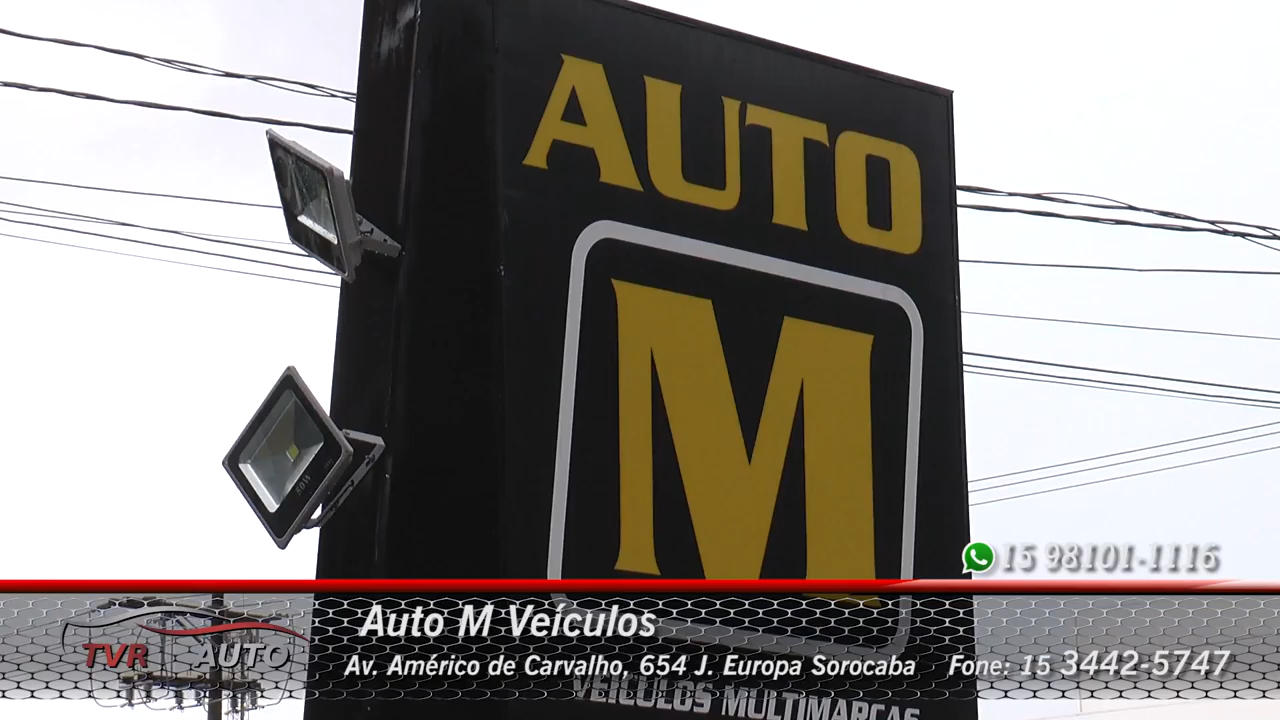 AUTO
M
50W
15 98101-1116
Auto M Veículos
TVR AUTO
Av. Américo de Carvalho, 654 J. Europa Sorocaba Fone: 15 3442-5747
VEÍCULOS MULTIMARCAS